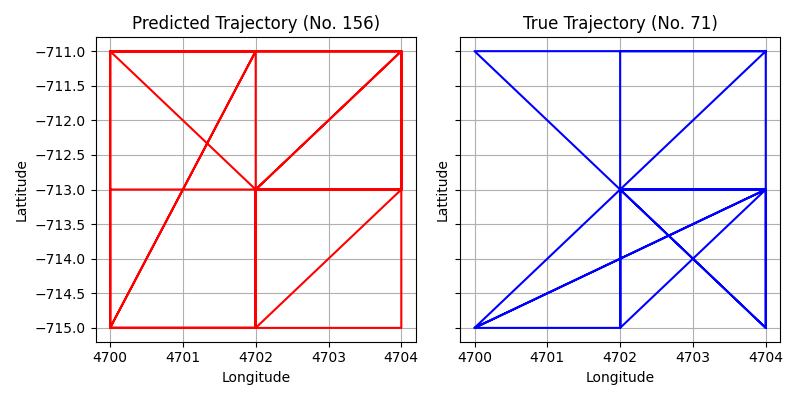 Predicted Trajectory (No. 156)
True Trajectory (No. 71)
−711.0
−711.5
−712.0
−712.5
−713.0
−713.5
−714.0
−714.5
−715.0
Lattitude
Lattitude
4700 4701 4702 4703 4704
4700 4701 4702 4703 4704
Longitude
Longitude